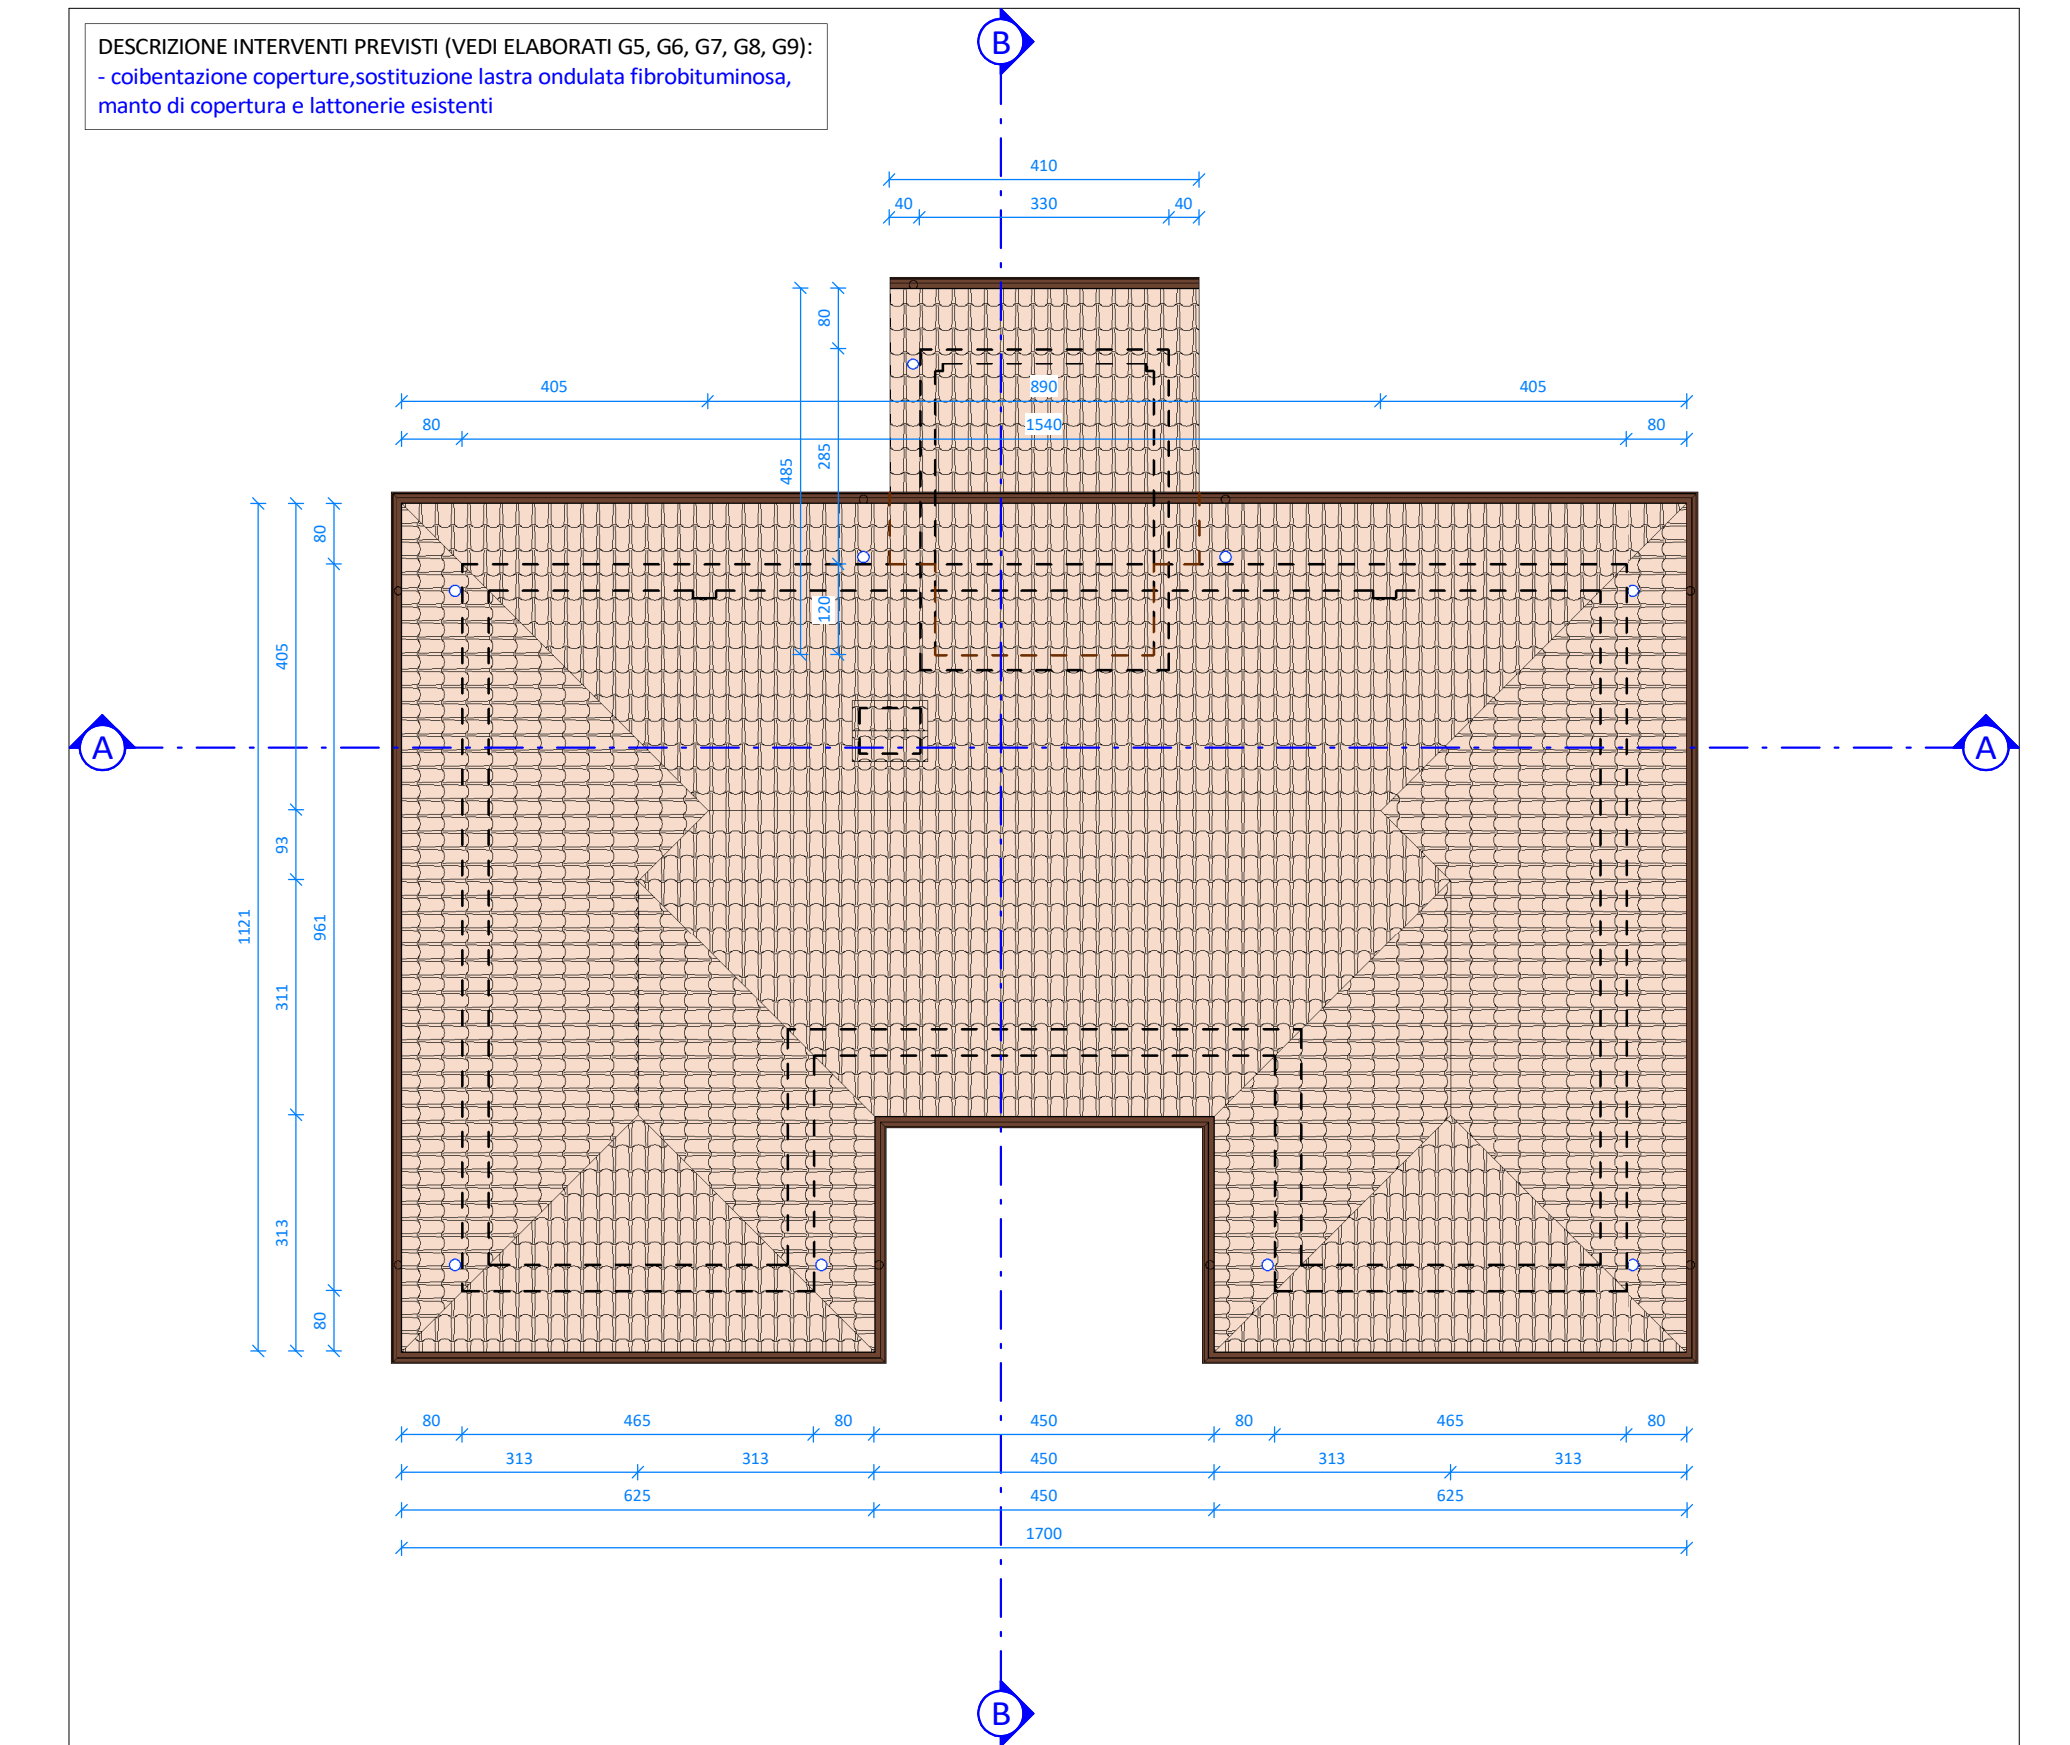 DESCRIZIONE INTERVENTI PREVISTI (VEDI ELABORATI G5, G6, G7, G8, G9):
- coibentazione coperture,sostituzione lastra ondulata fibrobituminosa,
manto di copertura e lattonerie esistenti
B
410
40 330 40
80
405 890 405
80 1540 80
485
285
80
120
405
A A
93
1121
961
311
313
80
80 465 80 450 80 465 80
313 313 450 313 313
625 450 625
1700
B